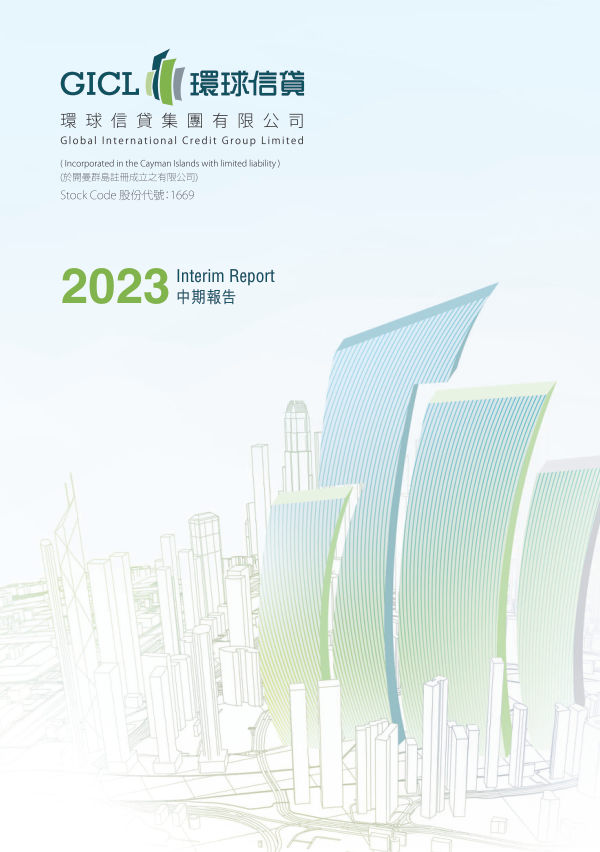 GICL 環球信貸
環球信貸集團有限公司
Global International Credit Group Limited
( Incorporated in the Cayman Islands with limited liability )
(於開曼群島註冊成立之有限公司)
Stock Code 股份代號：1669
2023 Interim Report
中期報告